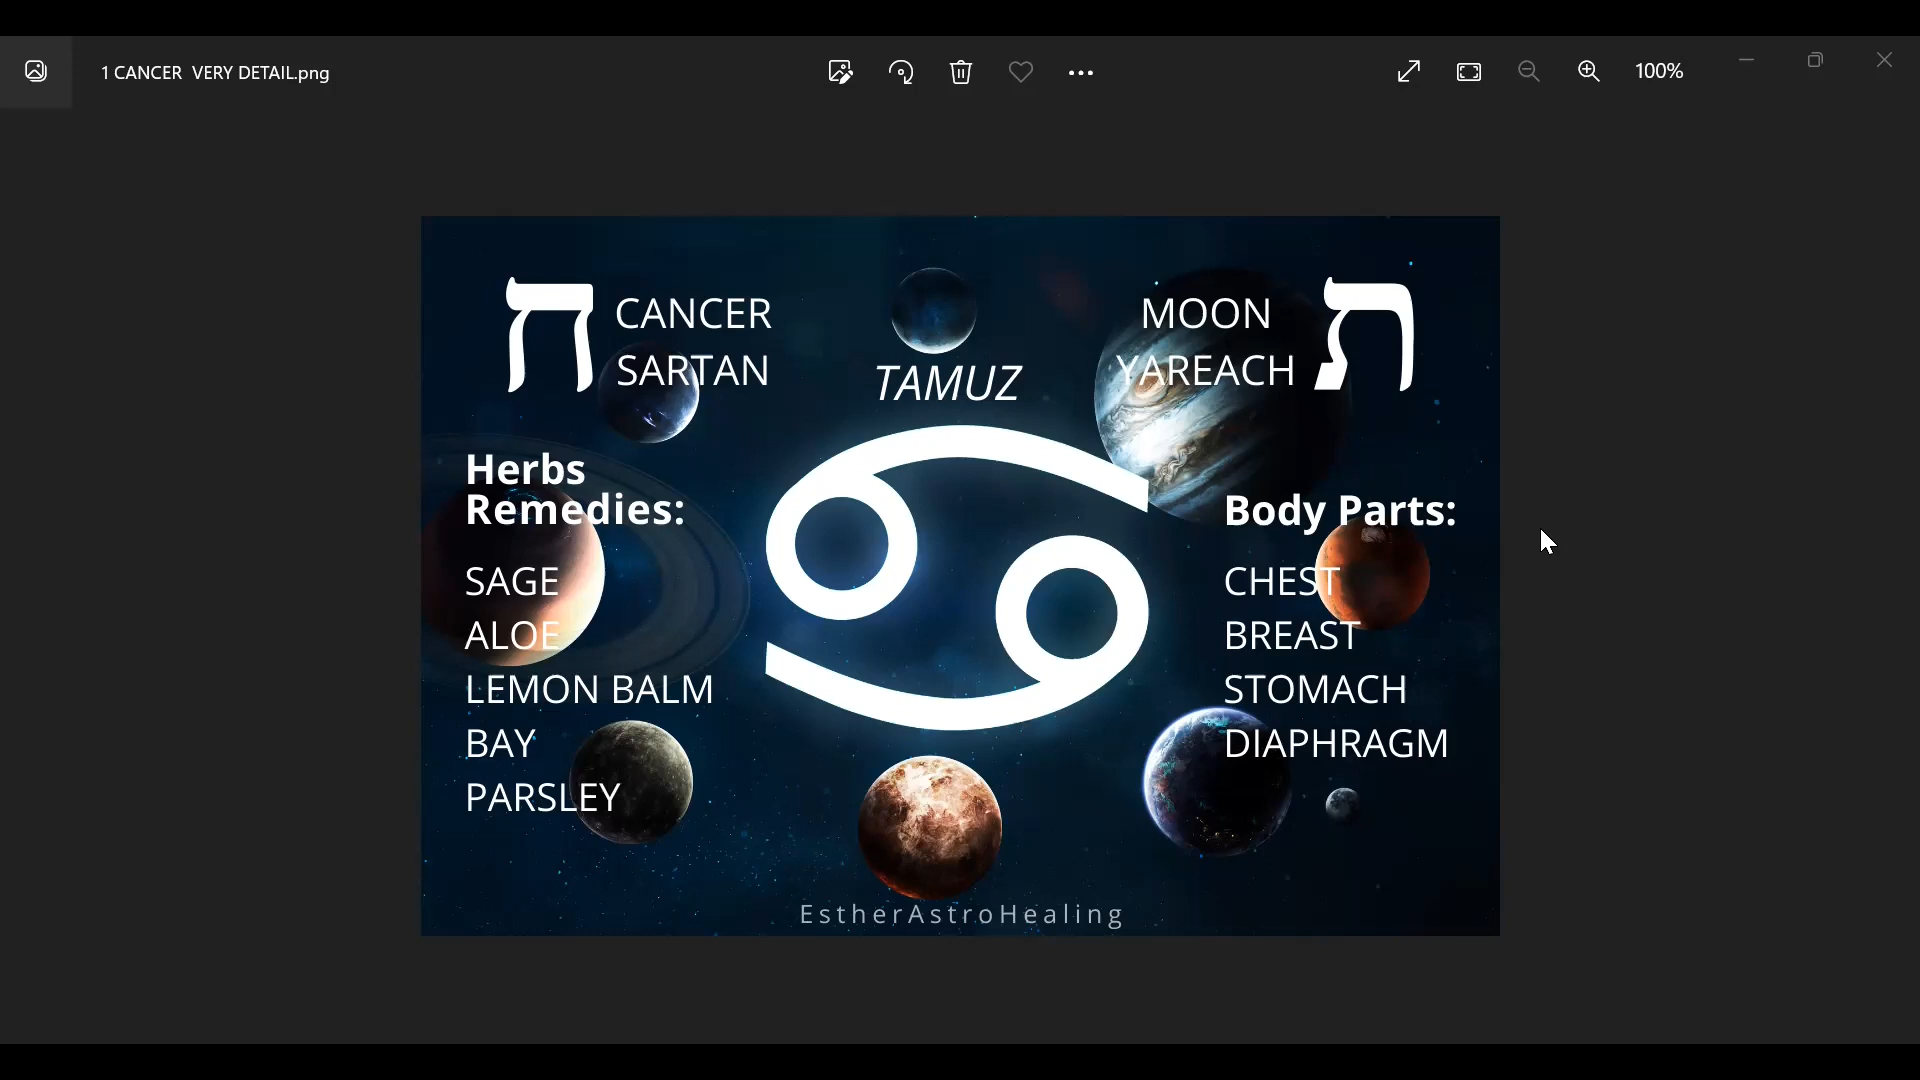 1 CANCER  VERY DETAIL.png
100%
ח
CANCER
SARTAN
TAMUZ
MOON
YAREACH
ת
Herbs
Remedies:
SAGE
ALOE
LEMON BALM
BAY
PARSLEY
Body Parts:
CHEST
BREAST
STOMACH
DIAPHRAGM
EstherAstroHealing